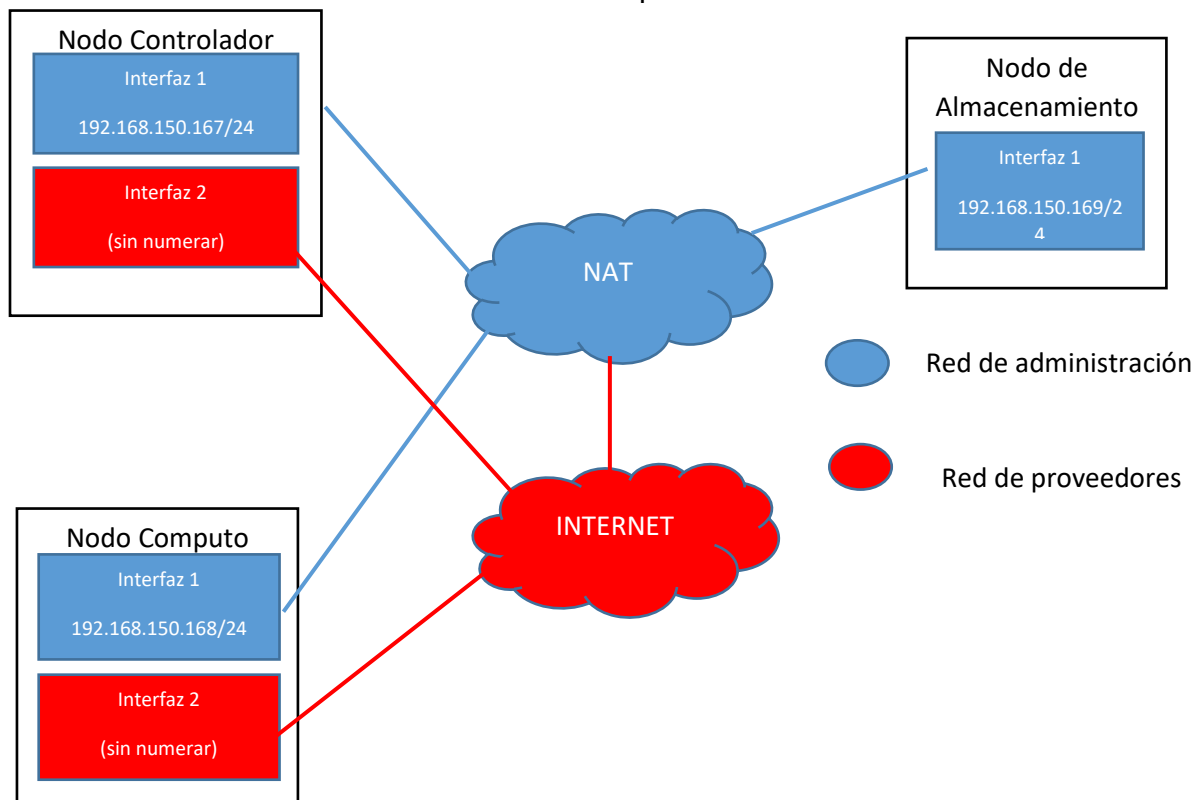 Nodo Controlador
Interfaz 1
192.168.150.167/24
Interfaz 2
(sin numerar)
Nodo de
Almacenamiento
Interfaz 1
192.168.150.169/2
4
NAT
Red de administración
Red de proveedores
INTERNET
Nodo Computo
Interfaz 1
192.168.150.168/24
Interfaz 2
(sin numerar)